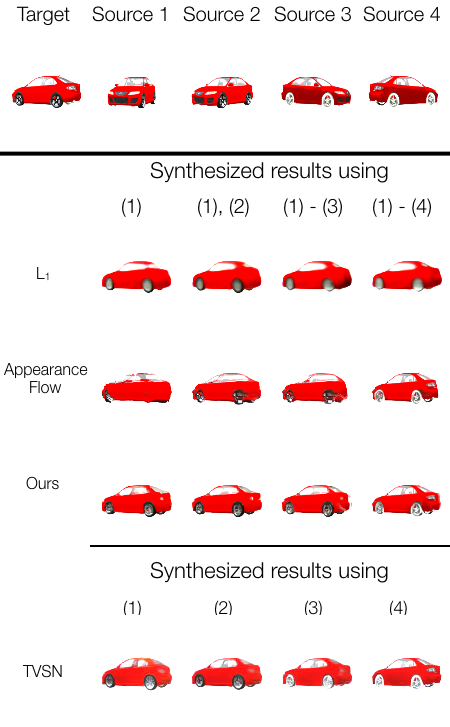 Target Source 1 Source 2 Source 3 Source 4
Synthesized results using
(1) (1), (2) (1) - (3) (1) - (4)
L₁
Appearance
Flow
Ours
Synthesized results using
(1) (2) (3) (4)
TVSN